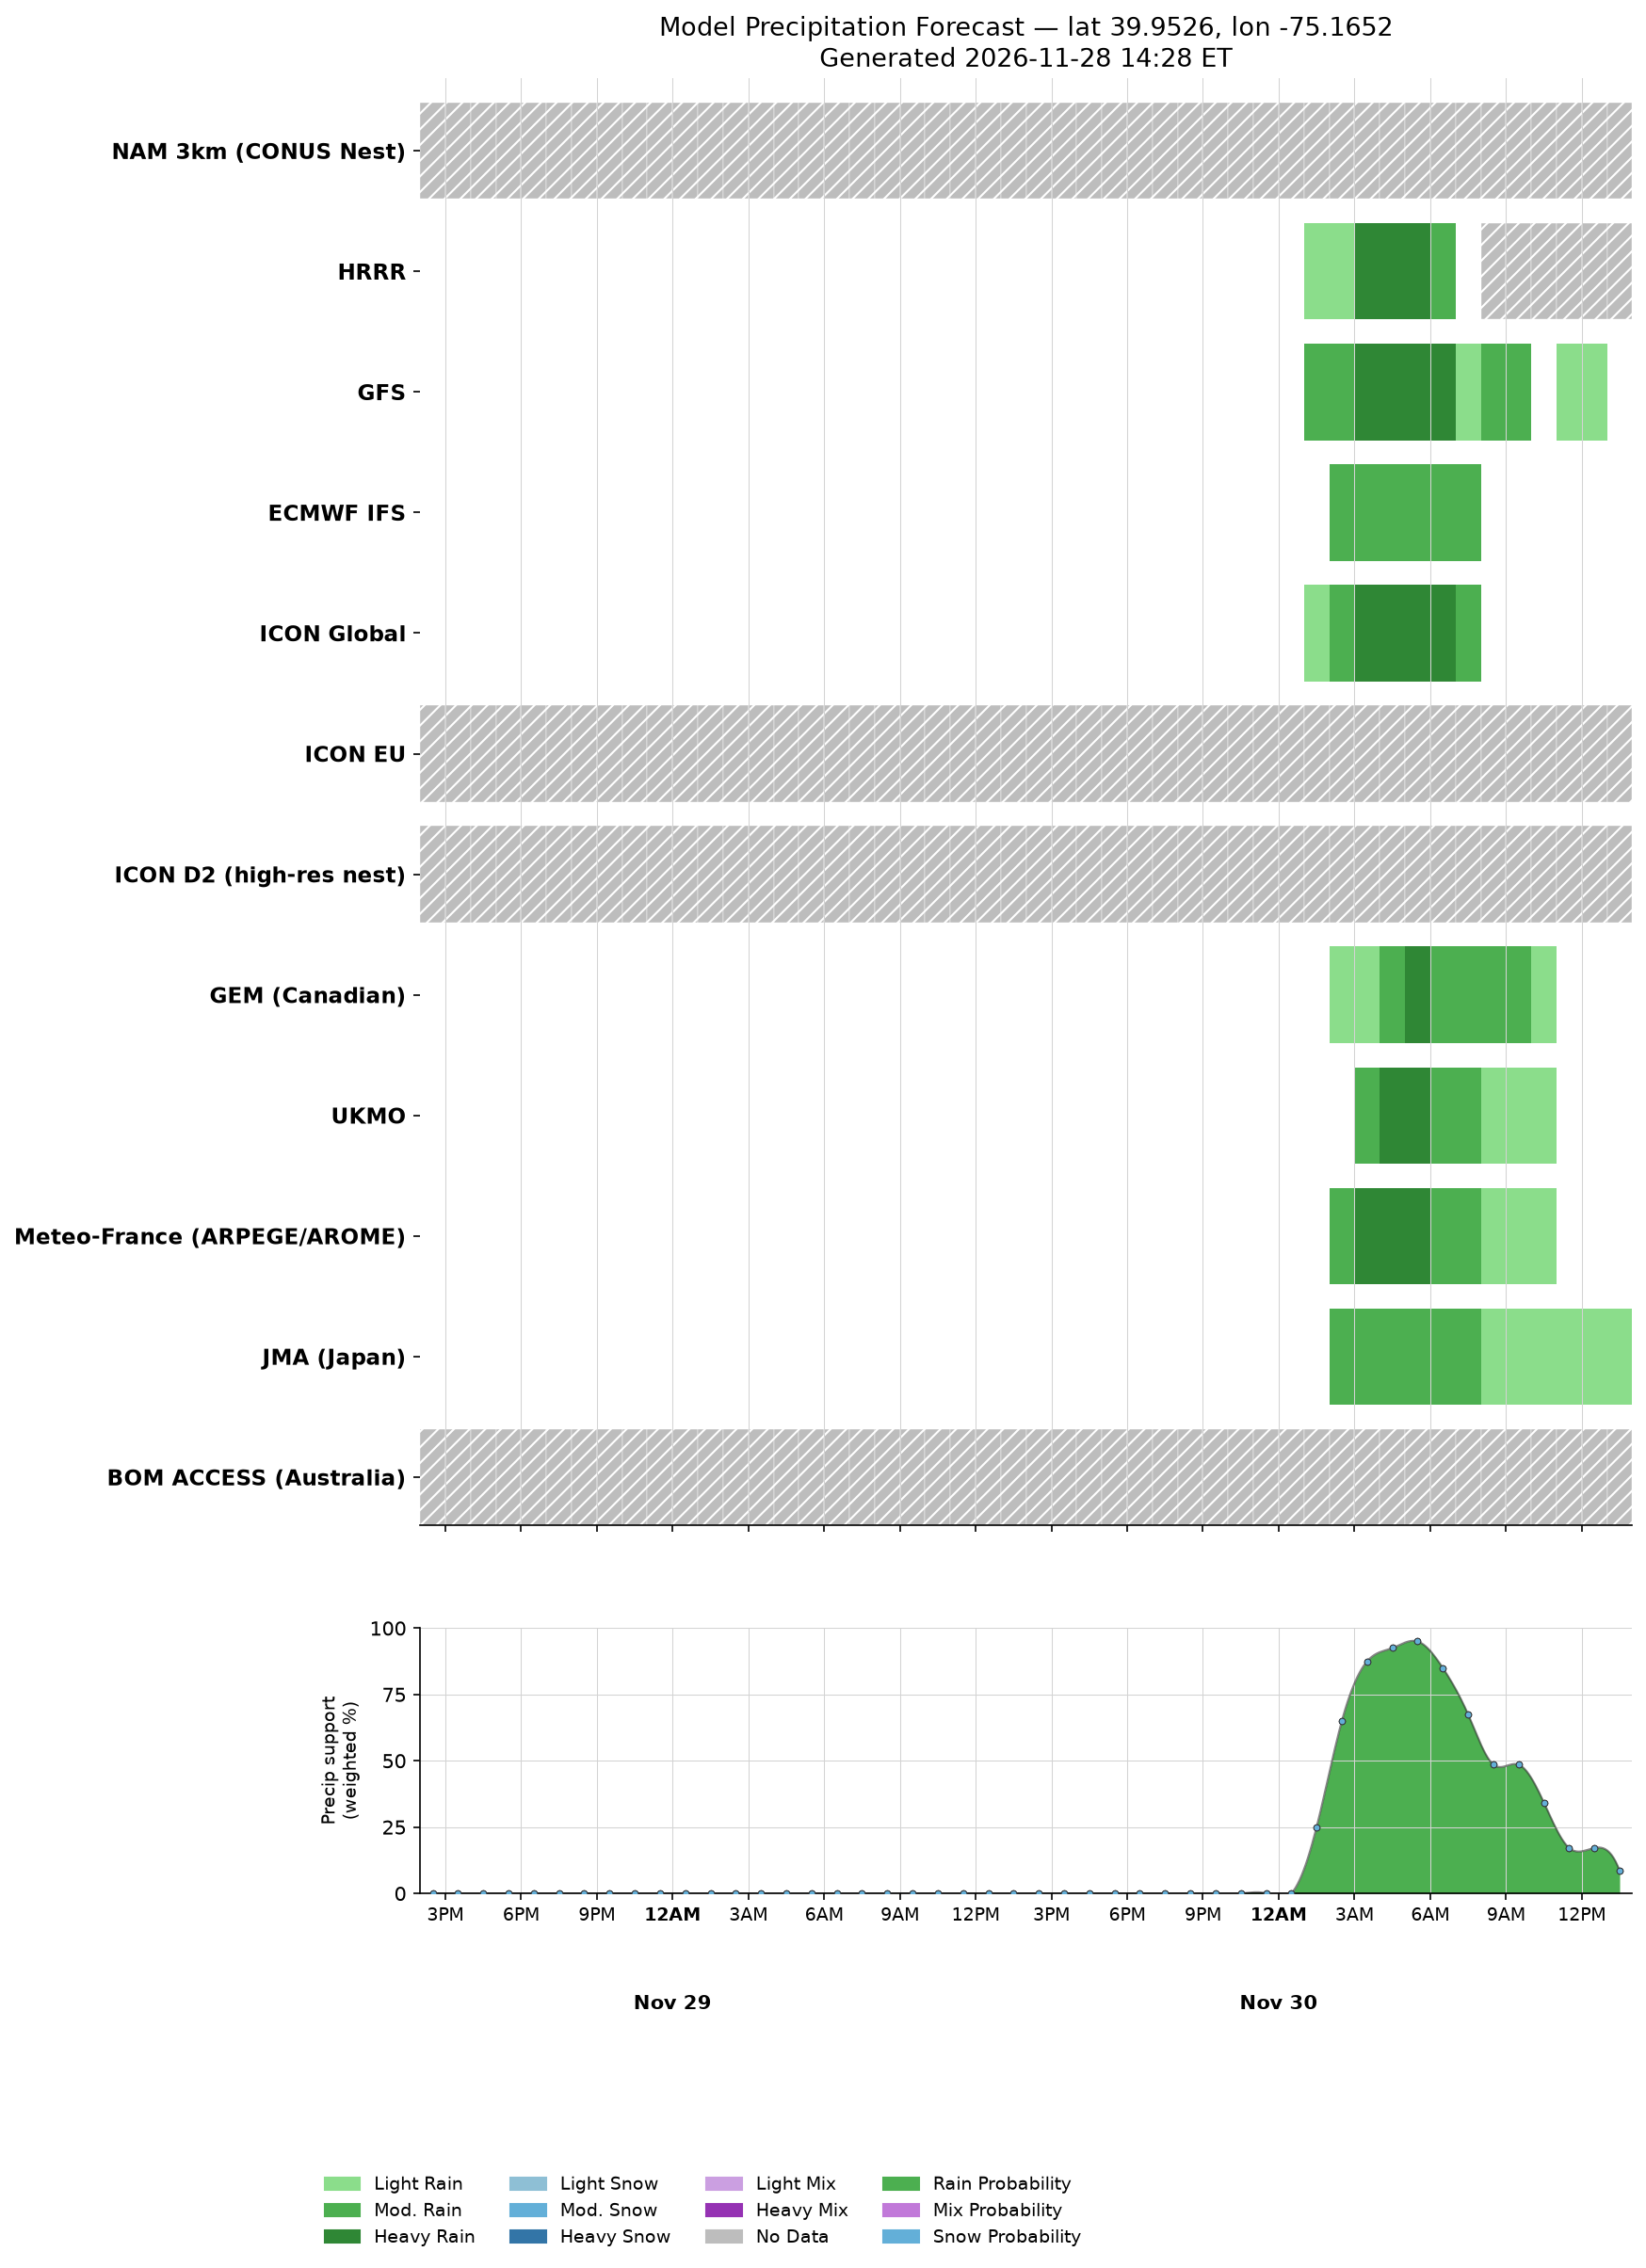 Model Precipitation Forecast — lat 39.9526, lon -75.1652
Generated 2026-11-28 14:28 ET
NAM 3km (CONUS Nest)
HRRR
GFS
ECMWF IFS
ICON Global
ICON EU
ICON D2 (high-res nest)
GEM (Canadian)
UKMO
Meteo-France (ARPEGE/AROME)
JMA (Japan)
BOM ACCESS (Australia)
Precip support
(weighted %)
100
75
50
25
0
3PM 6PM 9PM 12AM 3AM 6AM 9AM 12PM 3PM 6PM 9PM 12AM 3AM 6AM 9AM 12PM
Nov 29 Nov 30
Light Rain Light Snow Light Mix Rain Probability
Mod. Rain Mod. Snow Heavy Mix Mix Probability
Heavy Rain Heavy Snow No Data Snow Probability